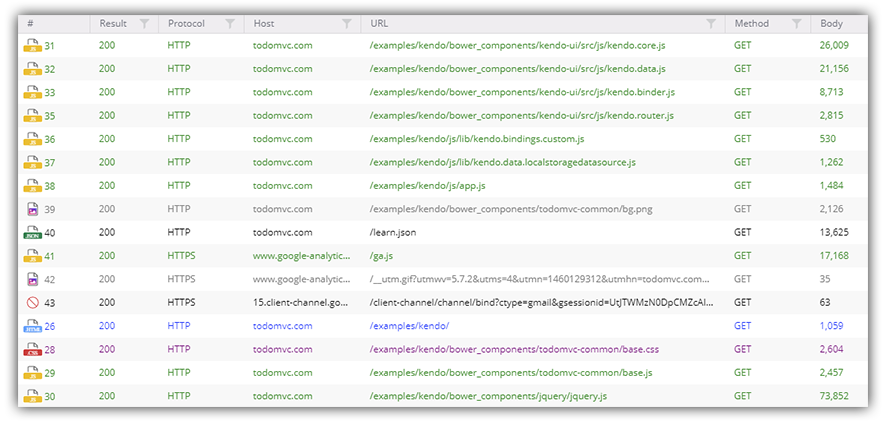 # Result Protocol Host URL Method Body
JS 31 200 HTTP todomvc.com /examples/kendo/bower_components/kendo-ui/src/js/kendo.core.js GET 26,009
JS 32 200 HTTP todomvc.com /examples/kendo/bower_components/kendo-ui/src/js/kendo.data.js GET 21,156
JS 33 200 HTTP todomvc.com /examples/kendo/bower_components/kendo-ui/src/js/kendo.binder.js GET 8,713
JS 35 200 HTTP todomvc.com /examples/kendo/bower_components/kendo-ui/src/js/kendo.router.js GET 2,815
JS 36 200 HTTP todomvc.com /examples/kendo/js/lib/kendo.bindings.custom.js GET 530
JS 37 200 HTTP todomvc.com /examples/kendo/js/lib/kendo.data.localstoragedatasource.js GET 1,262
JS 38 200 HTTP todomvc.com /examples/kendo/js/app.js GET 1,484
39 200 HTTP todomvc.com /examples/kendo/bower_components/todomvc-common/bg.png GET 2,126
JSON 40 200 HTTP todomvc.com /learn.json GET 13,625
JS 41 200 HTTPS www.google-analytic... /ga.js GET 17,168
42 200 HTTPS www.google-analytic... /__utm.gif?utmwv=5.7.2&utms=4&utmn=1460129312&utmhn=todomvc.com... GET 35
43 200 HTTPS 15.client-channel.go... /client-channel/channel/bind?ctype=gmail&gsessionid=UtJTWMzN0DpCMZcAI... GET 63
HTML 26 200 HTTP todomvc.com /examples/kendo/ GET 1,059
CSS 28 200 HTTP todomvc.com /examples/kendo/bower_components/todomvc-common/base.css GET 2,604
JS 29 200 HTTP todomvc.com /examples/kendo/bower_components/todomvc-common/base.js GET 2,457
JS 30 200 HTTP todomvc.com /examples/kendo/bower_components/jquery/jquery.js GET 73,852